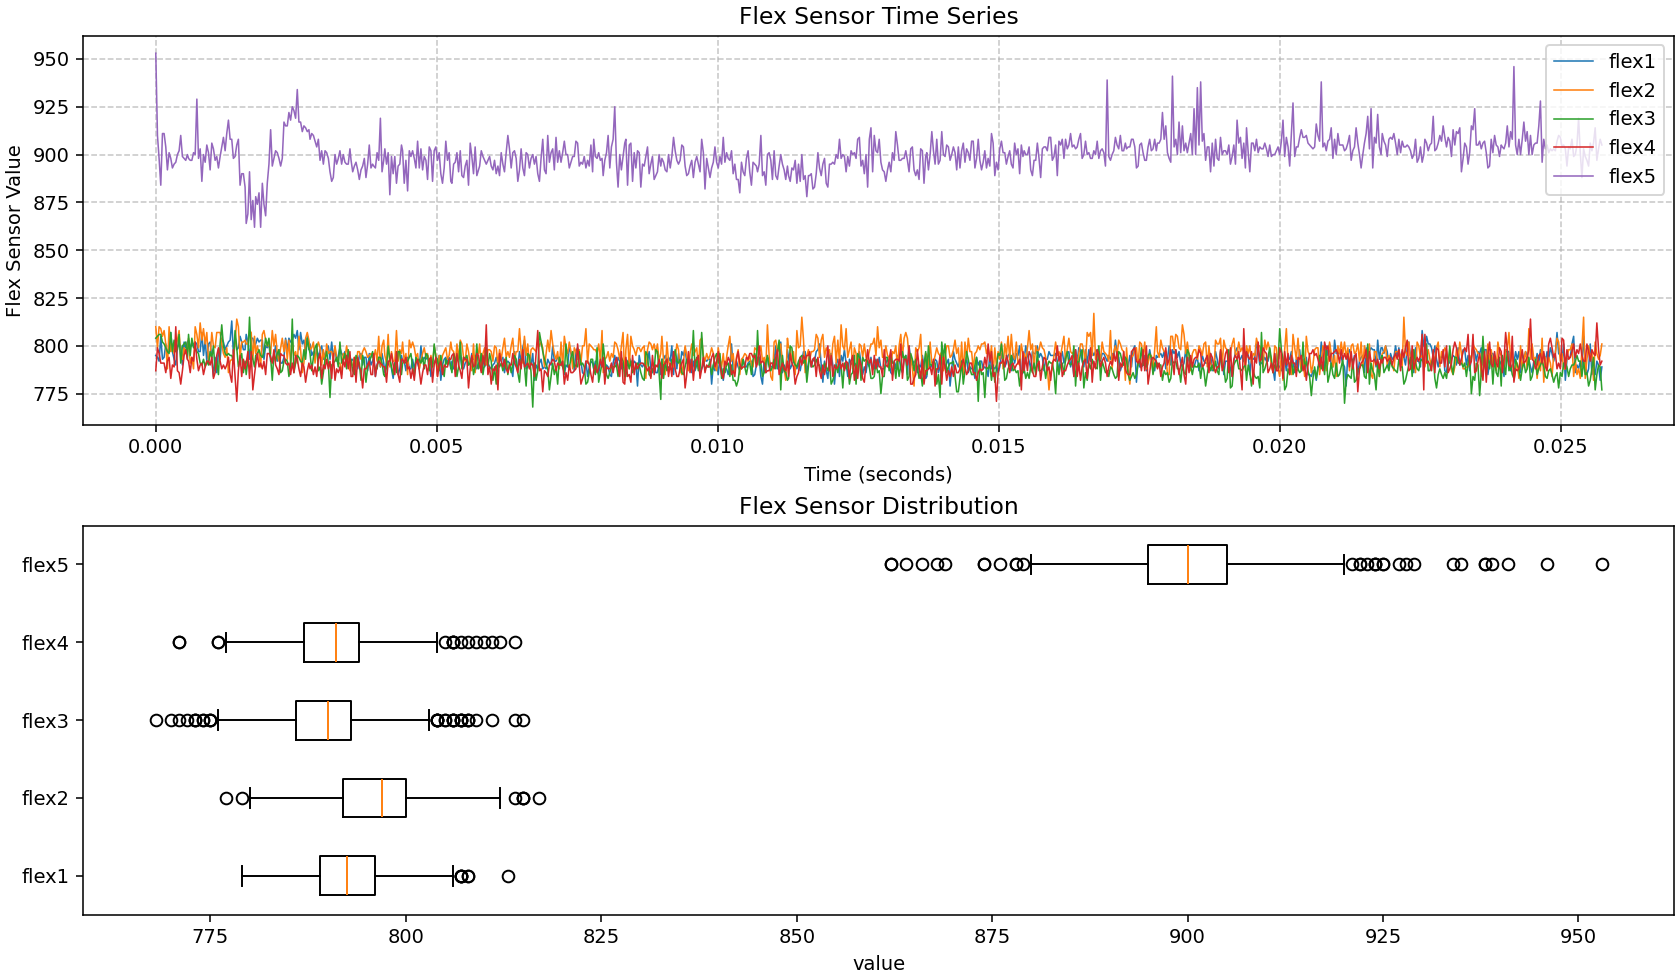 Flex Sensor Time Series
Flex Sensor Value
950
925
900
875
850
825
800
775
flex1
flex2
flex3
flex4
flex5
0.000 0.005 0.010 0.015 0.020 0.025
Time (seconds)
Flex Sensor Distribution
flex5
flex4
flex3
flex2
flex1
775 800 825 850 875 900 925 950
value